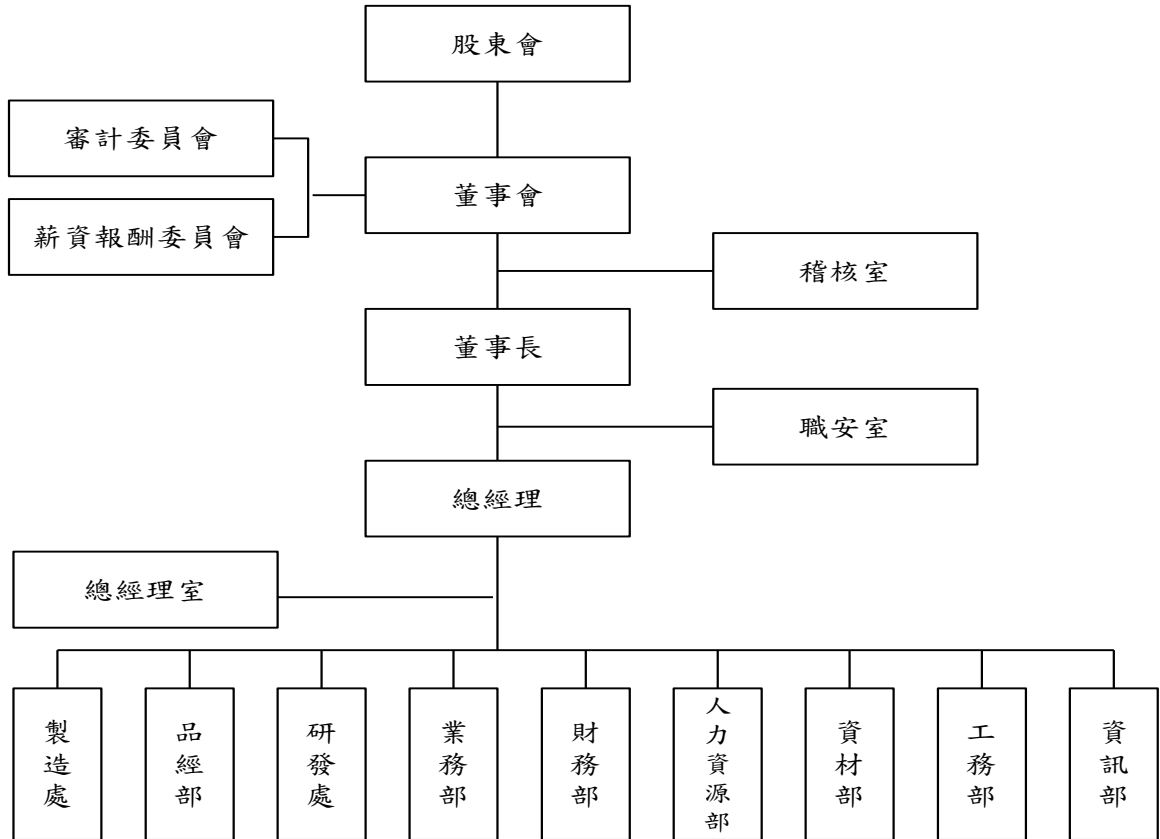 股東會
審計委員會
董事會
薪資報酬委員會
稽核室
董事長
職安室
總經理
總經理室
製造處
品經部
研發處
業務部
財務部
人力資源部
資材部
工務部
資訊部